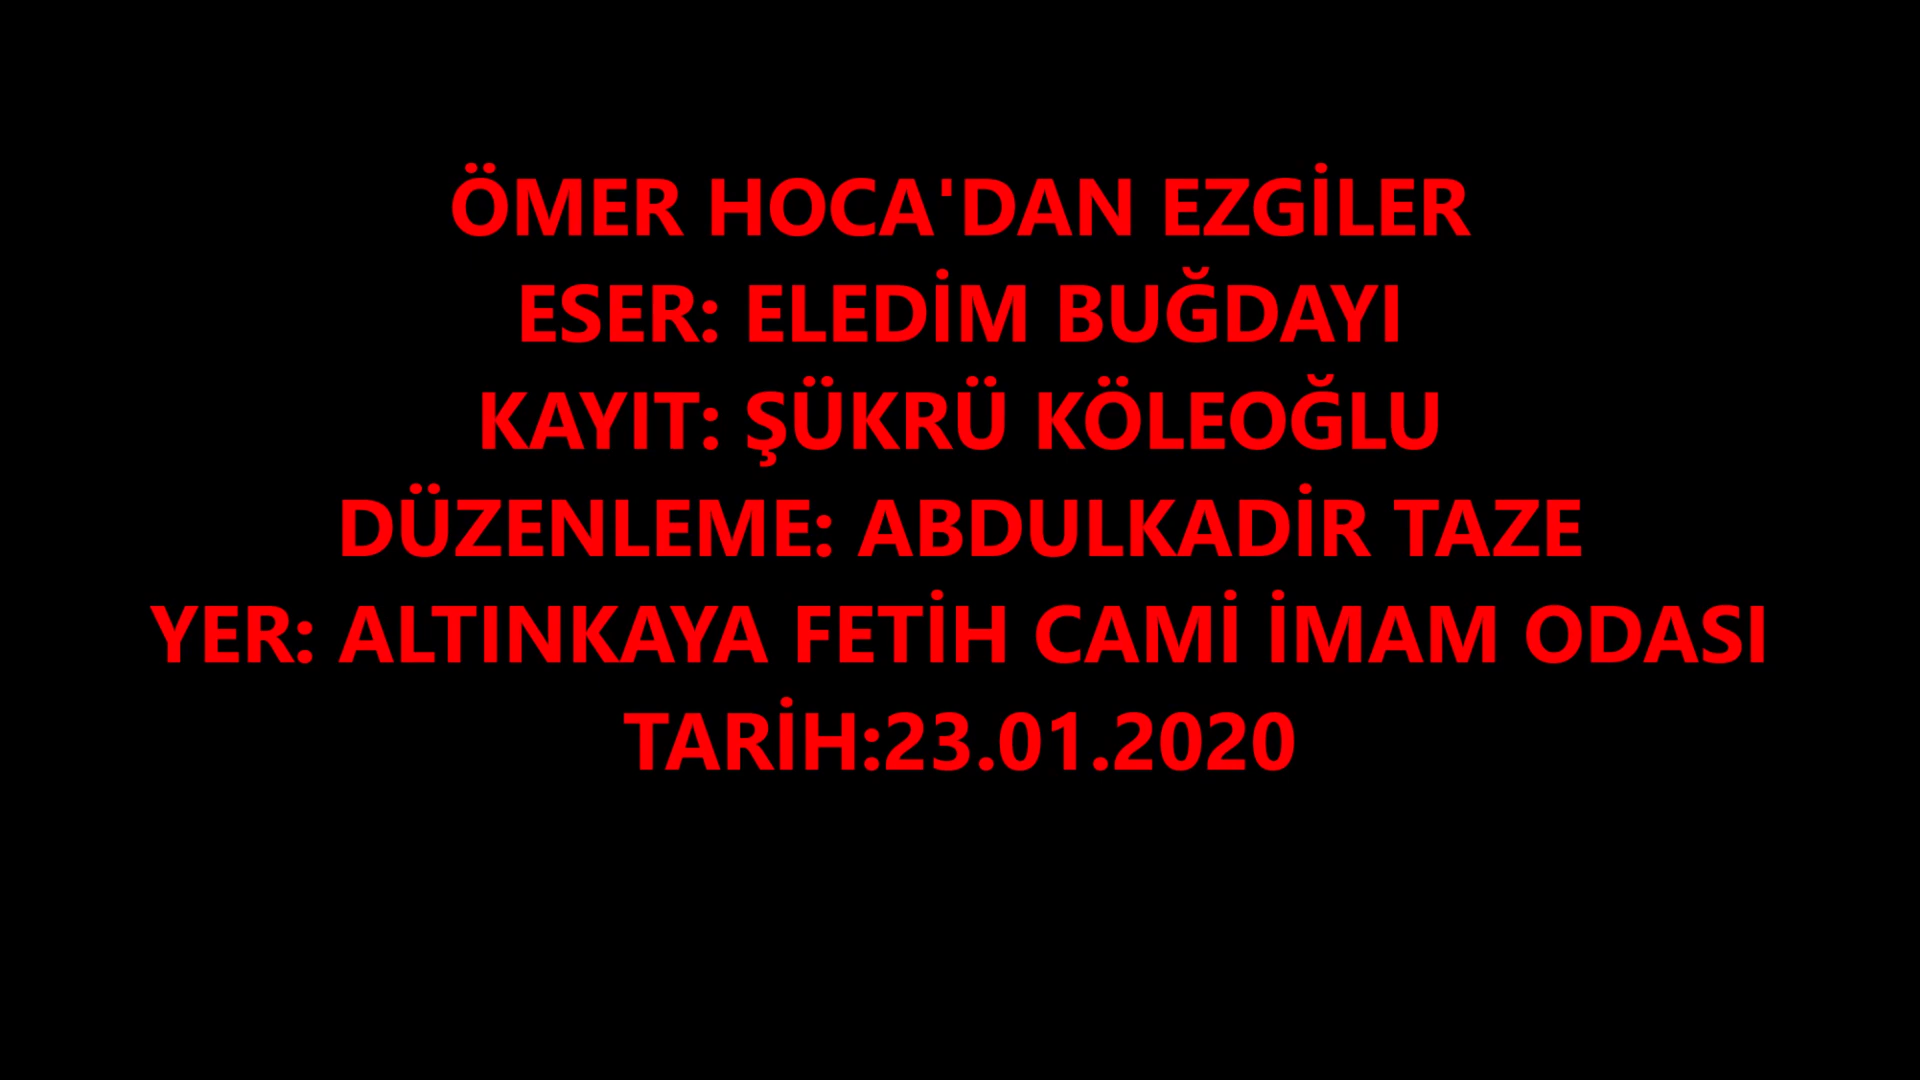 ÖMER HOCA'DAN EZGİLER
ESER: ELEDİM BUĞDAYI
KAYIT: ŞÜKRÜ KÖLEOĞLU
DÜZENLEME: ABDULKADİR TAZE
YER: ALTINKAYA FETİH CAMİ İMAM ODASI
TARİH:23.01.2020